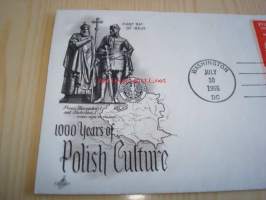 FIRST DAY
OF ISSUE
WASHINGTON
JULY
30
1966
DC
1000 Years of
Polish Culture